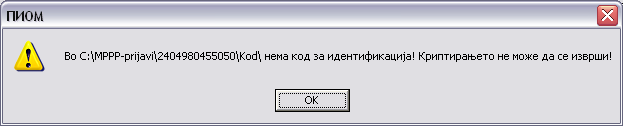 ПИОМ
Во C:\MPPP-prijavi\2404980455050\Kod\ нема код за идентификација! Криптирањето не може да се изврши!
OK